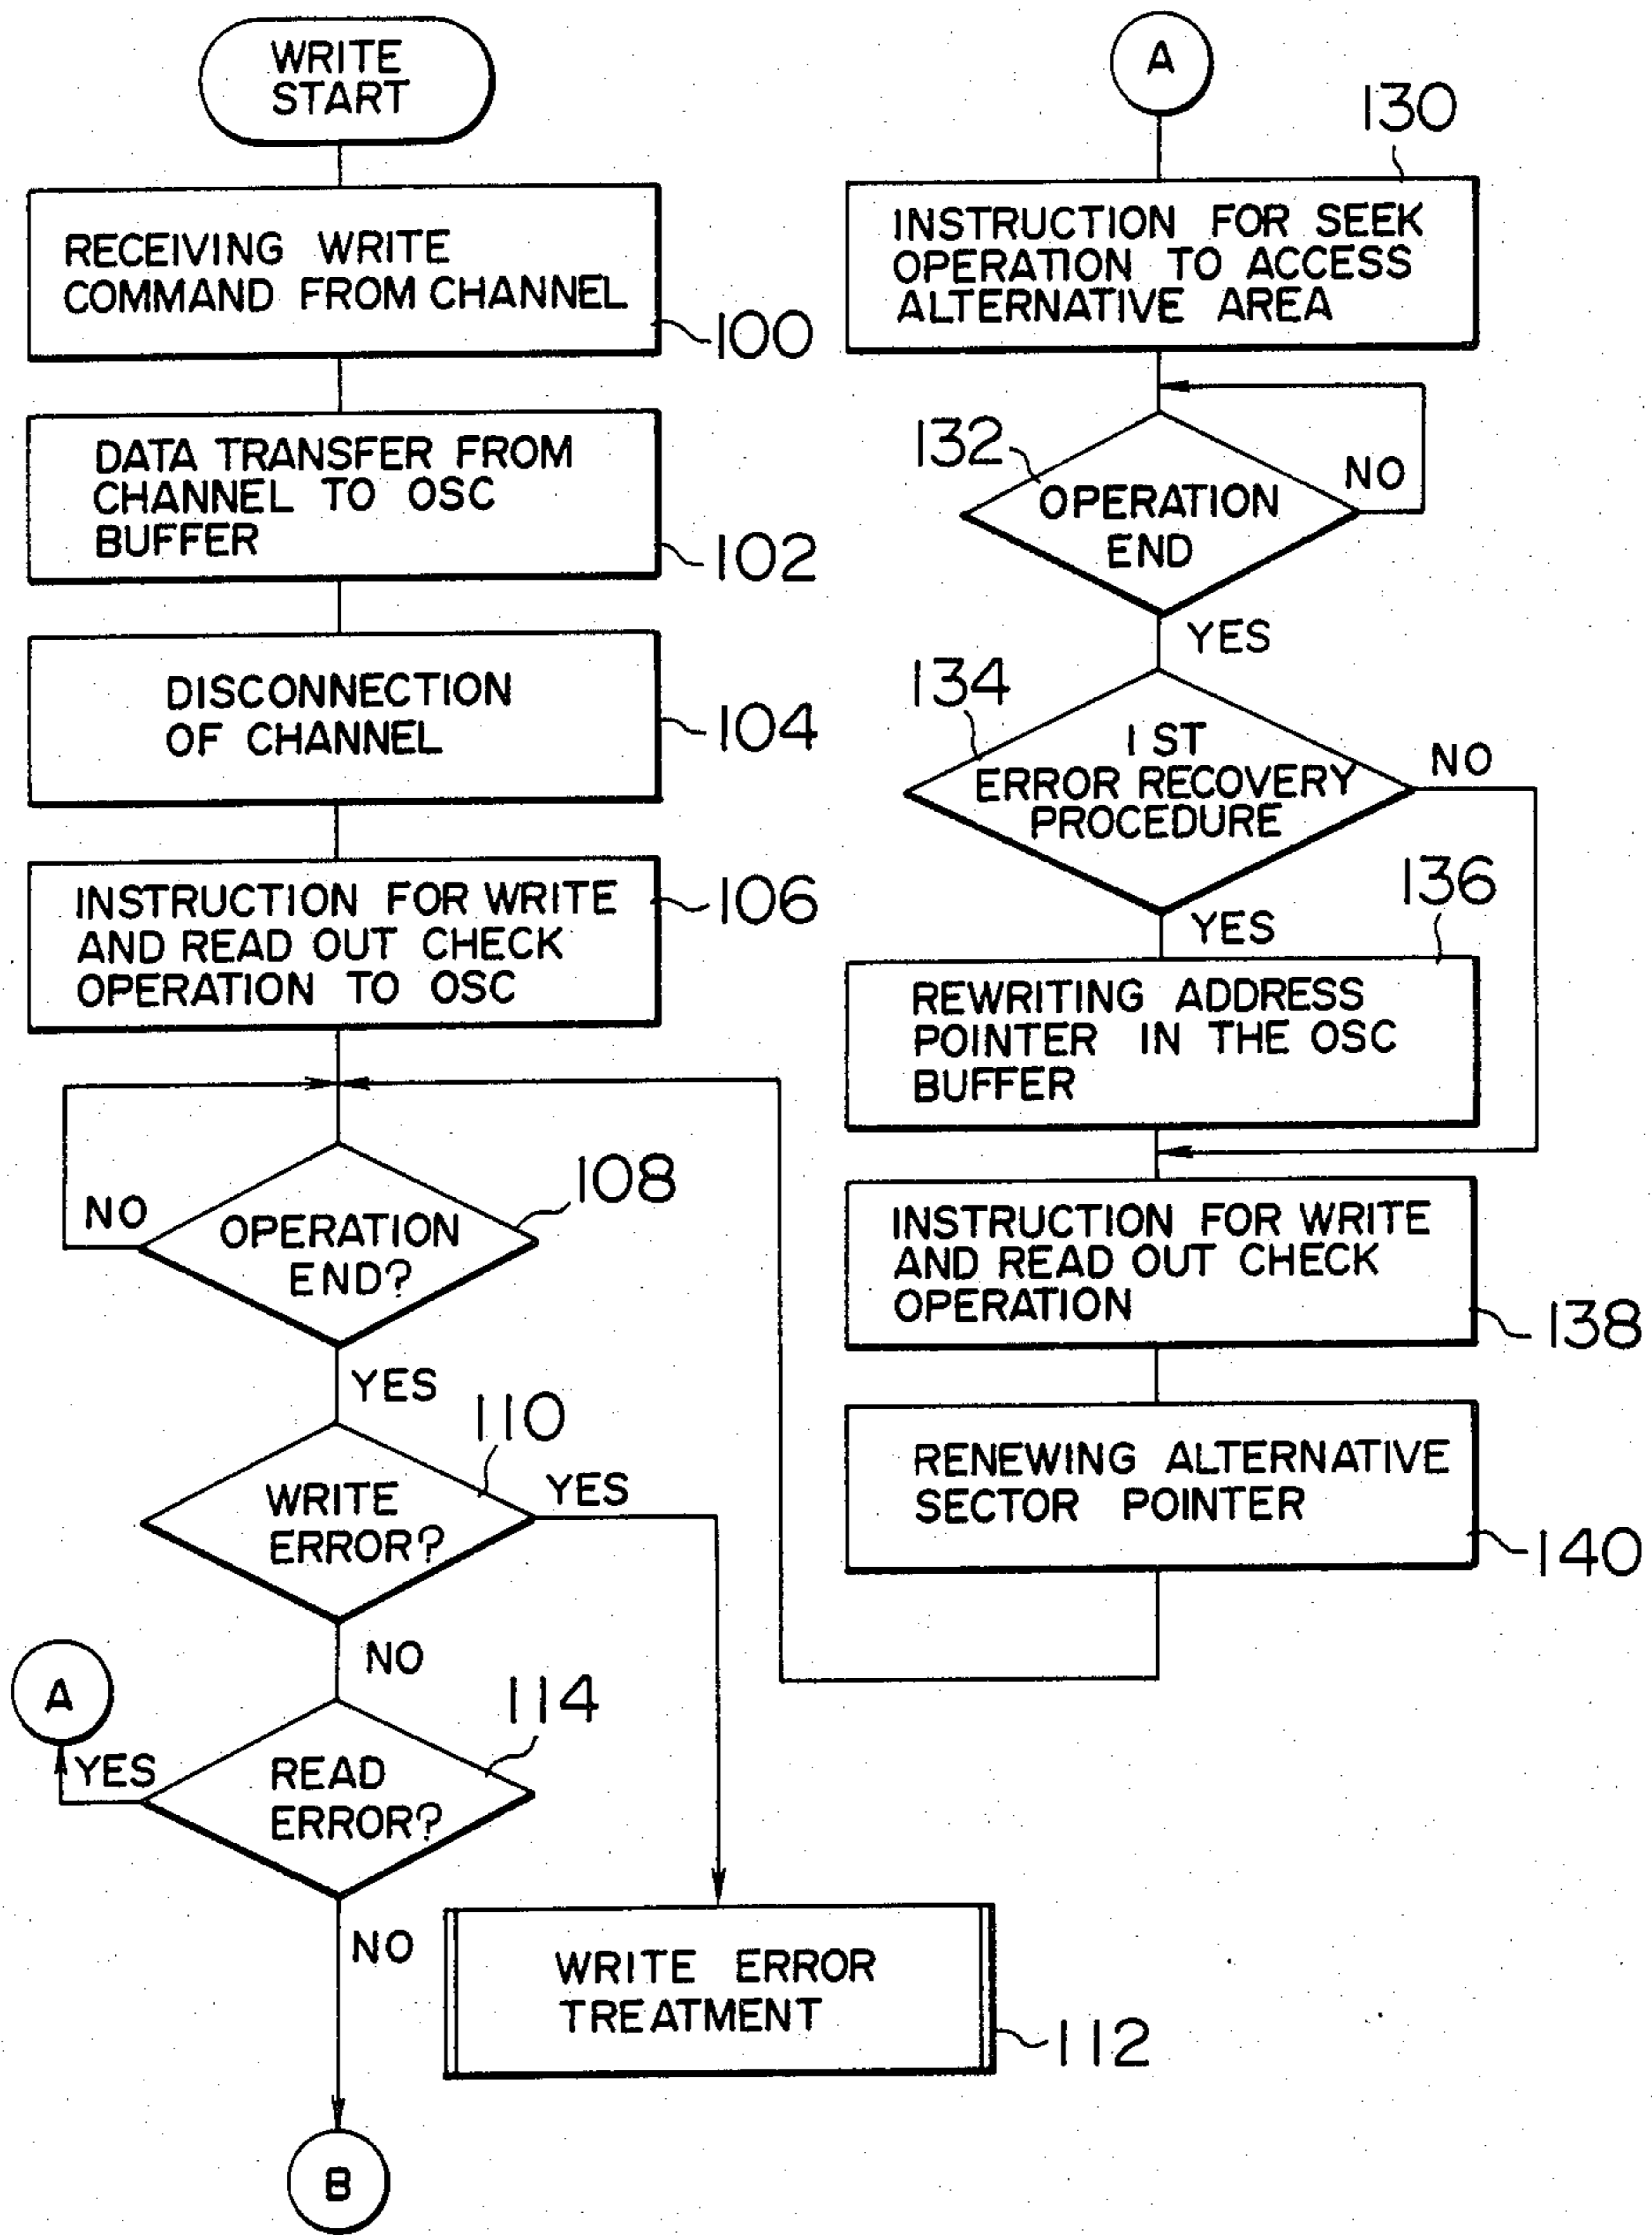 WRITE
START
RECEIVING WRITE
COMMAND FROM CHANNEL
100
DATA TRANSFER FROM
CHANNEL TO OSC
BUFFER
102
DISCONNECTION
OF CHANNEL
104
INSTRUCTION FOR WRITE
AND READ OUT CHECK
OPERATION TO OSC
106
NO
OPERATION
END?
108
YES
110
WRITE
ERROR?
YES
NO
A
114
YES
READ
ERROR?
NO
WRITE ERROR
TREATMENT
112
B
A
130
INSTRUCTION FOR SEEK
OPERATION TO ACCESS
ALTERNATIVE AREA
132
NO
OPERATION
END
YES
134
1 ST
ERROR RECOVERY
PROCEDURE
NO
YES
136
REWRITING ADDRESS
POINTER IN THE OSC
BUFFER
INSTRUCTION FOR WRITE
AND READ OUT CHECK
OPERATION
138
RENEWING ALTERNATIVE
SECTOR POINTER
140